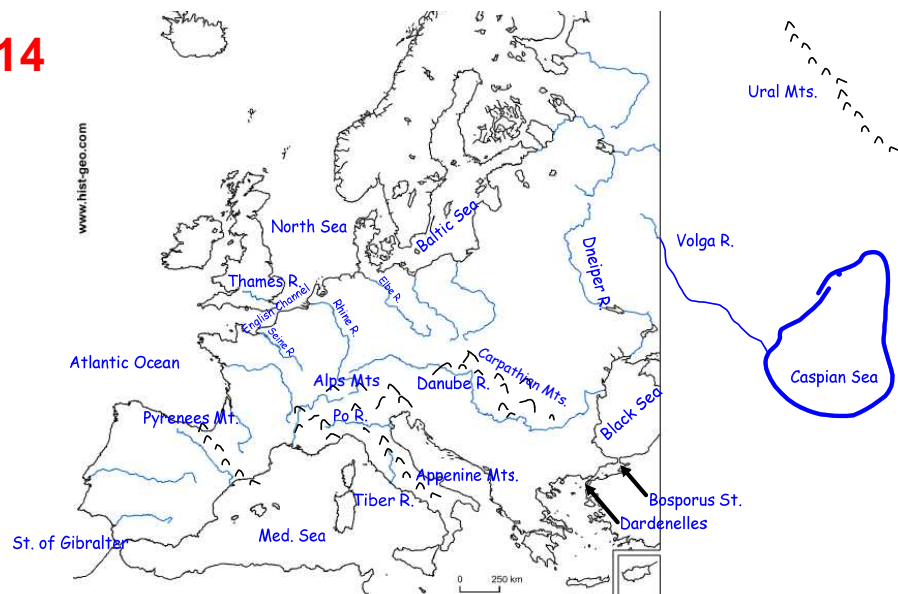 14
www.hist-geo.com
Ural Mts.
North Sea
Baltic Sea
Volga R.
Dneiper R.
Thames R.
English Channel
Elbe R.
Rhine R.
Seine R.
Atlantic Ocean
Alps Mts
Danube R.
Carpathian Mts.
Caspian Sea
Black Sea
Pyrenees Mt.
Po R.
Appenine Mts.
Tiber R.
Bosporus St.
Dardenelles
Med. Sea
St. of Gibralter
0 250 km